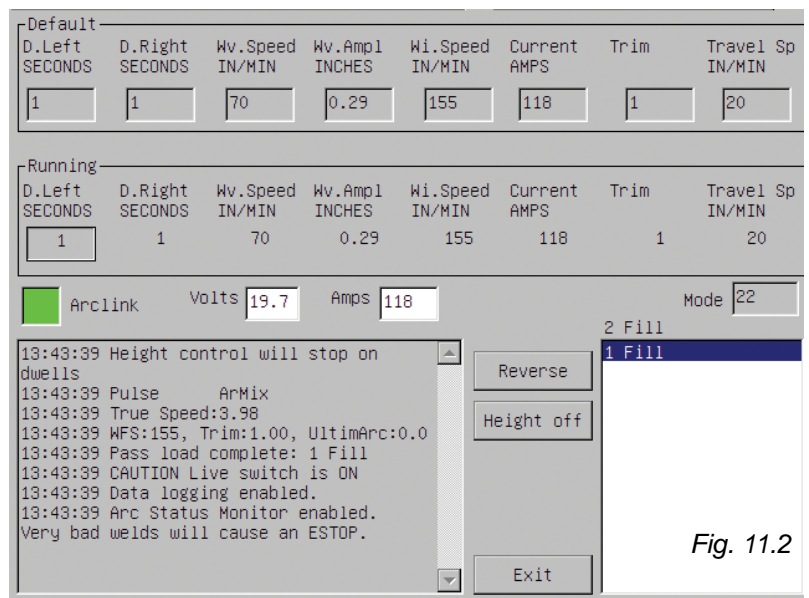 Default
D.Left D.Right Wv.Speed Wv.Ampl Wi.Speed Current Trim Travel Sp
SECONDS SECONDS IN/MIN INCHES IN/MIN AMPS IN/MIN
1 1 70 0.29 155 118 1 20
Running
D.Left D.Right Wv.Speed Wv.Ampl Wi.Speed Current Trim Travel Sp
SECONDS SECONDS IN/MIN INCHES IN/MIN AMPS IN/MIN
1 1 70 0.29 155 118 1 20
Arclink Volts 19.7 Amps 118 Mode 22
2 Fill
1 Fill
13:43:39 Height control will stop on
dwells
13:43:39 Pulse ArMix
13:43:39 True Speed:3.98
13:43:39 WFS:155, Trim:1.00, UltimArc:0.0
13:43:39 Pass load complete: 1 Fill
13:43:39 CAUTION Live switch is ON
13:43:39 Data logging enabled.
13:43:39 Arc Status Monitor enabled.
Very bad welds will cause an ESTOP.
Reverse
Height off
Exit
Fig. 11.2